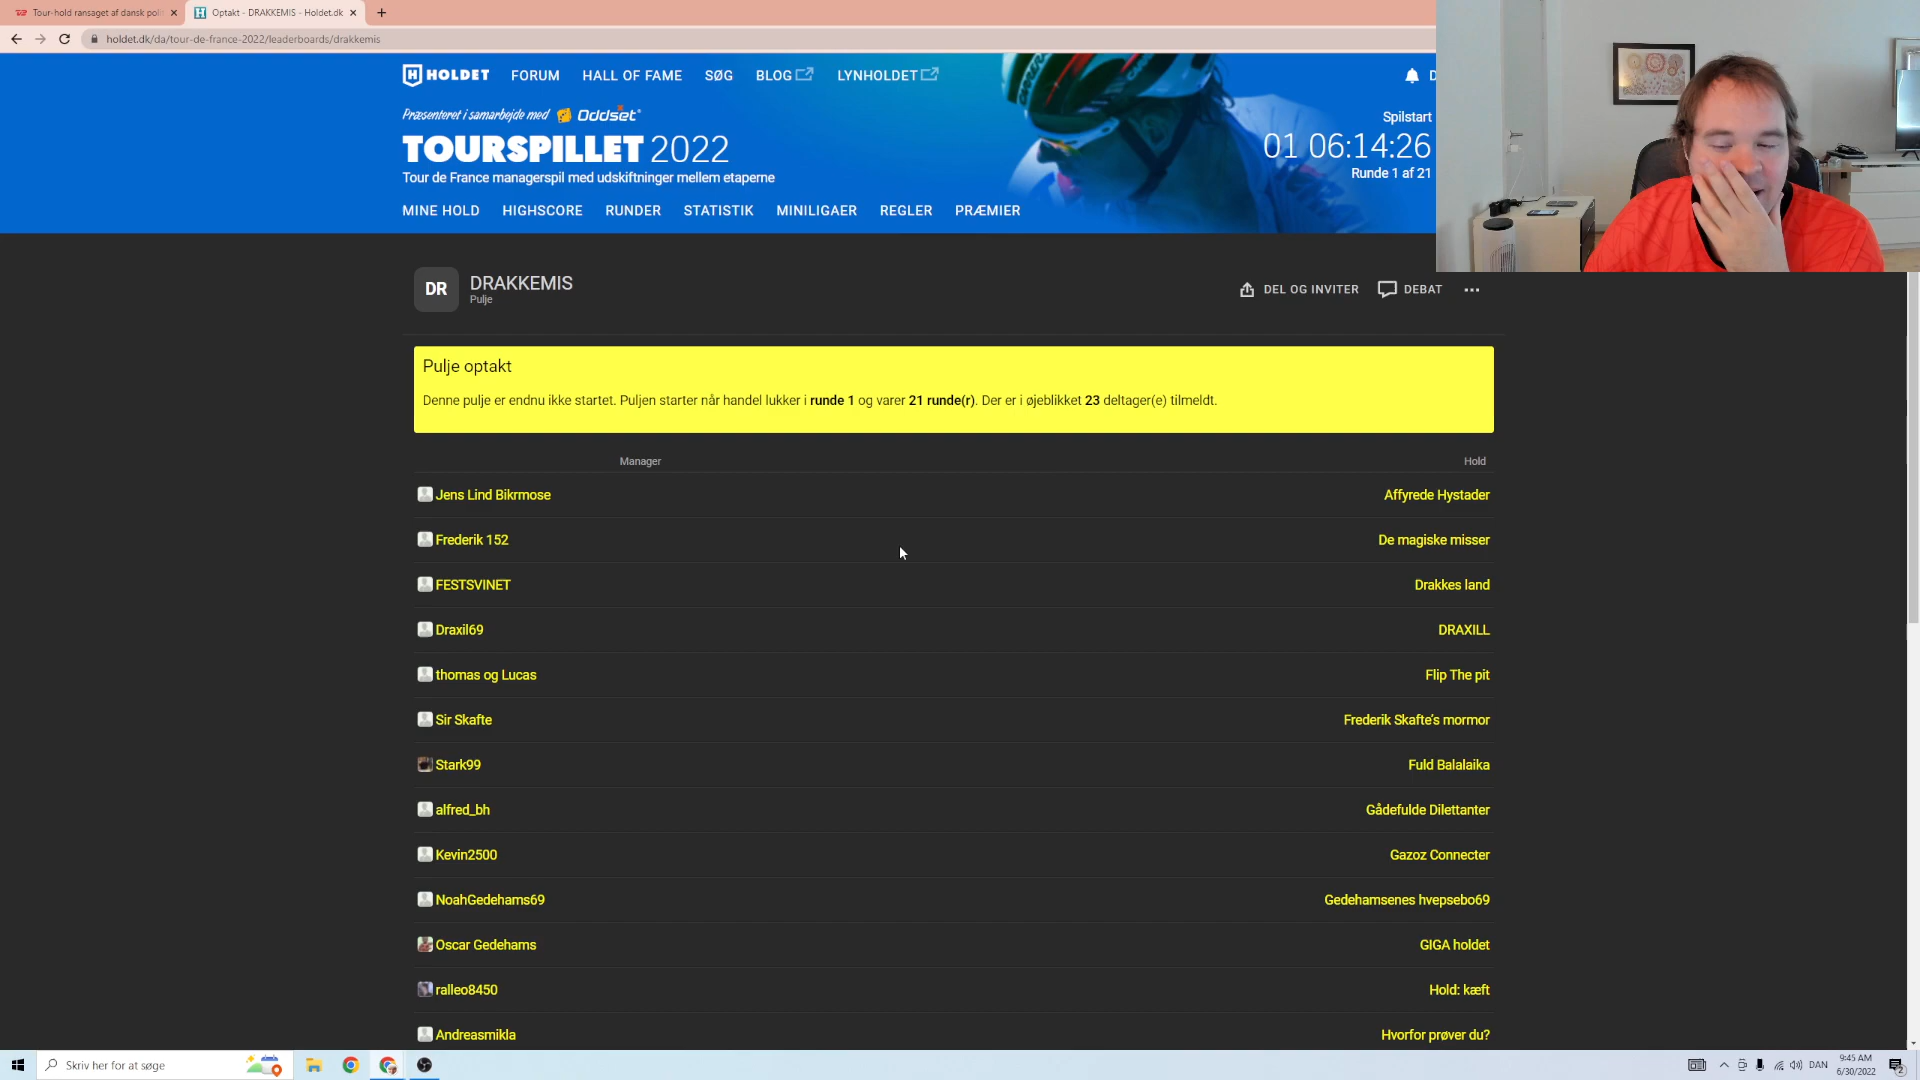 Tour-hold ransaget af dansk poli
Optakt - DRAKKEMIS - Holdet.dk
holdet.dk/da/tour-de-france-2022/leaderboards/drakkemis
HOLDET FORUM HALL OF FAME SØG BLOG LYNHOLDET
Præsenteret i samarbejde med Oddset
TOURSPILLET 2022
Tour de France managerspil med udskiftninger mellem etaperne
Spilstart
01 06:14:26
Runde 1 af 21
MINE HOLD HIGHSCORE RUNDER STATISTIK MINILIGAER REGLER PRÆMIER
DR
DRAKKEMIS
Pulje
DEL OG INVITER DEBAT
Pulje optakt
Denne pulje er endnu ikke startet. Puljen starter når handel lukker i runde 1 og varer 21 runde(r). Der er i øjeblikket 23 deltager(e) tilmeldt.
Manager Hold
Jens Lind Bikrmose Affyrede Hystader
Frederik 152 De magiske misser
FESTSVINET Drakkes land
Draxil69 DRAXILL
thomas og Lucas Flip The pit
Sir Skafte Frederik Skafte's mormor
Stark99 Fuld Balalaika
alfred_bh Gådefulde Dilettanter
Kevin2500 Gazoz Connecter
NoahGedehams69 Gedehamsenes hvepsebo69
Oscar Gedehams GIGA holdet
ralleo8450 Hold: kæft
Andreasmikla Hvorfor prøver du?
Skriv her for at søge
DAN
9:45 AM
6/30/2022
2